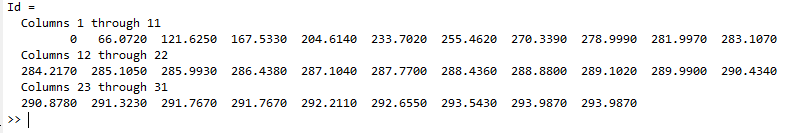 Id =
Columns 1 through 11
0 66.0720 121.6250 167.5330 204.6140 233.7020 255.4620 270.3390 278.9990 281.9970 283.1070
Columns 12 through 22
284.2170 285.1050 285.9930 286.4380 287.1040 287.7700 288.4360 288.8800 289.1020 289.9900 290.4340
Columns 23 through 31
290.8780 291.3230 291.7670 291.7670 292.2110 292.6550 293.5430 293.9870 293.9870
>>